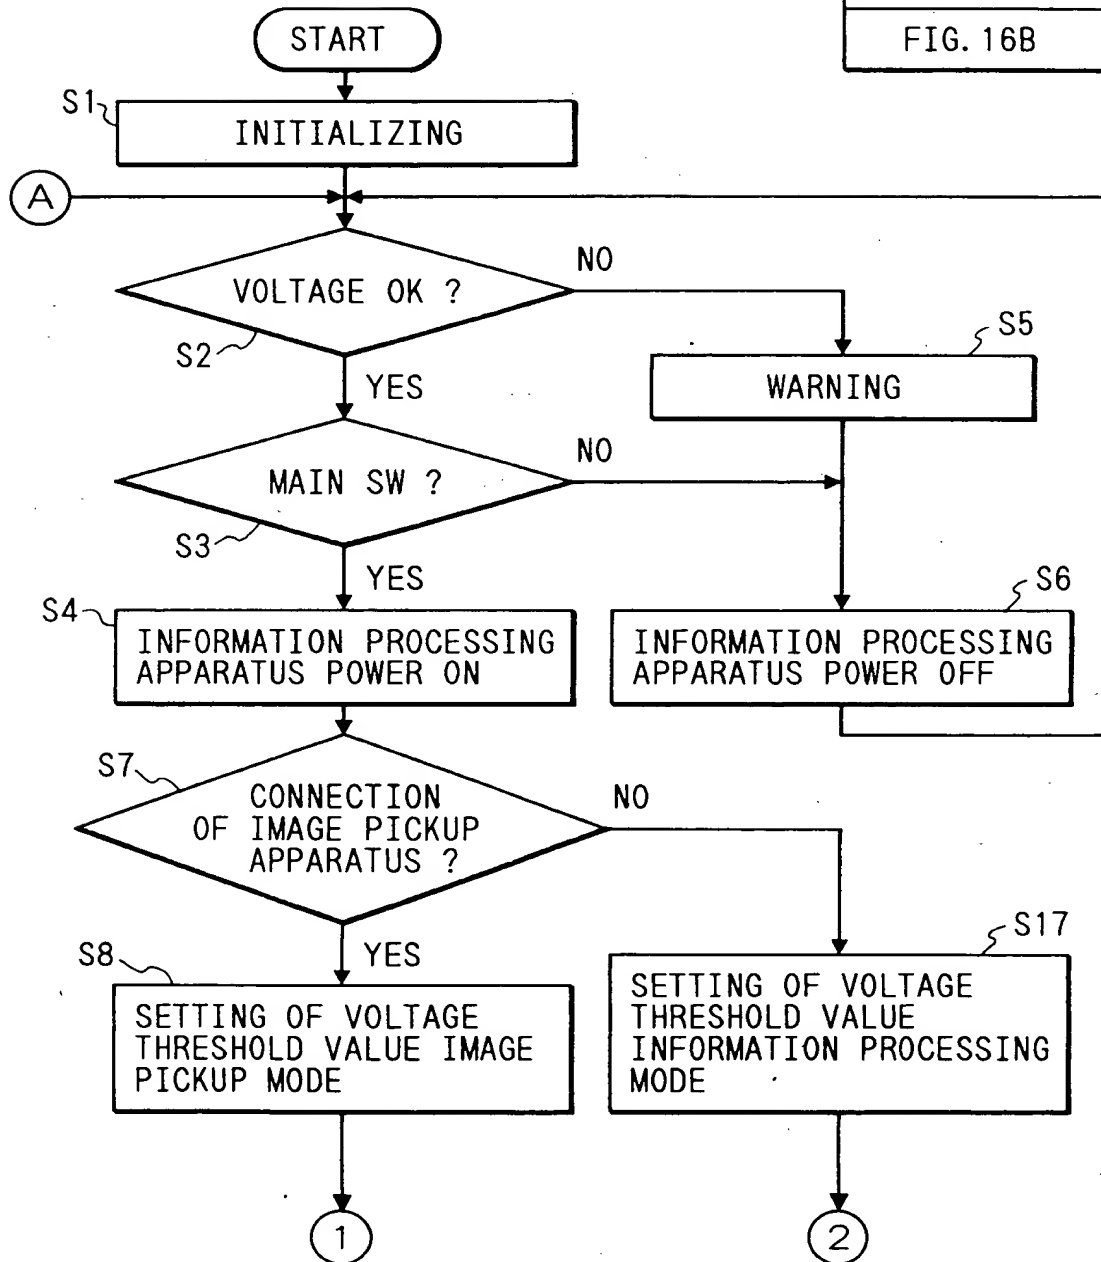 START
FIG. 16B
S1
INITIALIZING
A
VOLTAGE OK ?
NO
S2
YES
S5
WARNING
MAIN SW ?
NO
S3
YES
S4
INFORMATION PROCESSING
APPARATUS POWER ON
S6
INFORMATION PROCESSING
APPARATUS POWER OFF
S7
CONNECTION
OF IMAGE PICKUP
APPARATUS ?
NO
YES
S8
SETTING OF VOLTAGE
THRESHOLD VALUE IMAGE
PICKUP MODE
S17
SETTING OF VOLTAGE
THRESHOLD VALUE
INFORMATION PROCESSING
MODE
1
2